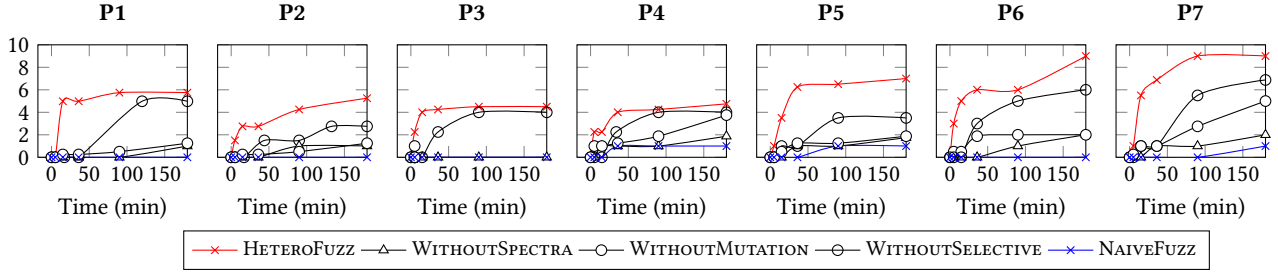 P1 P2 P3 P4 P5 P6 P7
10
8
6
4
2
0
0 50 100 150 0 50 100 150 0 50 100 150 0 50 100 150 0 50 100 150 0 50 100 150 0 50 100 150
Time (min) Time (min) Time (min) Time (min) Time (min) Time (min) Time (min)
HETEROFUZZ WITHOUTSPECTRA WITHOUTMUTATION WITHOUTSELECTIVE NAIVEFUZZ